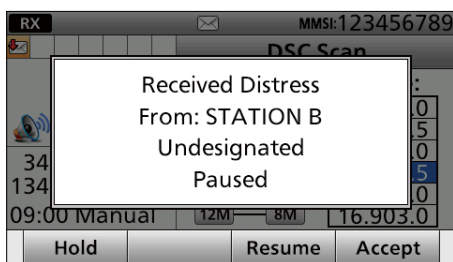 RX MMSI:123456789
DSC Scan
Received Distress
From: STATION B
Undesignated
Paused
34
134
09:00 Manual 12M 8M 16.903.0
Hold Resume Accept